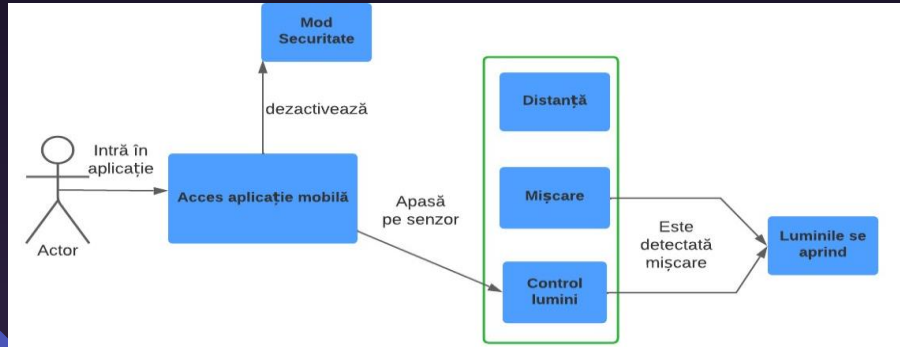 Mod
Securitate
dezactivează
Distanță
Intră în
aplicație
Acces aplicație mobilă
Apasă
pe senzor
Mișcare
Este
detectată
mișcare
Luminile se
aprind
Actor
Control
lumini